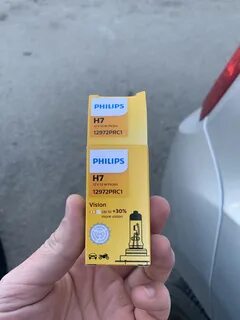 PHILIPS
H7
12972PRC1
PHILIPS
H7
12972PRC1
Vision
up to +30%
more vision